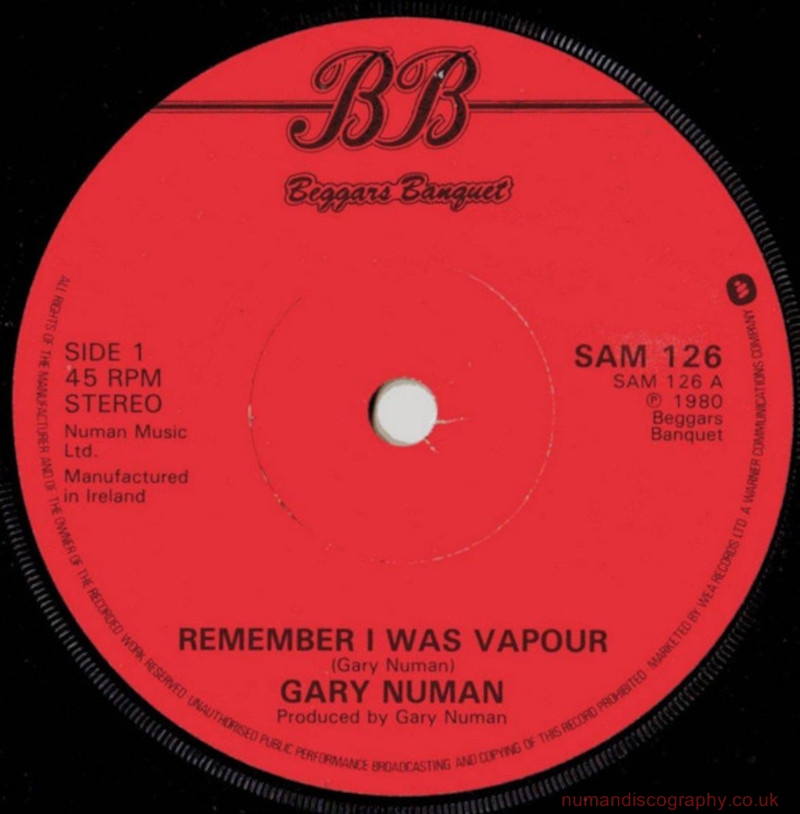 BB
Beggars Banquet
SIDE 1
45 RPM
STEREO
Numan Music
Ltd.
Manufactured
in Ireland
SAM 126
SAM 126 A
℗ 1980
Beggars
Banquet
REMEMBER I WAS VAPOUR
(Gary Numan)
GARY NUMAN
Produced by Gary Numan
ALL RIGHTS OF THE MANUFACTURER AND OF THE OWNER OF THE RECORDED WORK RESERVED. UNAUTHORISED PUBLIC PERFORMANCE BROADCASTING AND COPYING OF THIS RECORD PROHIBITED. MARKETED BY WEA RECORDS LTD. A WARNER COMMUNICATIONS COMPANY
numandiscography.co.uk